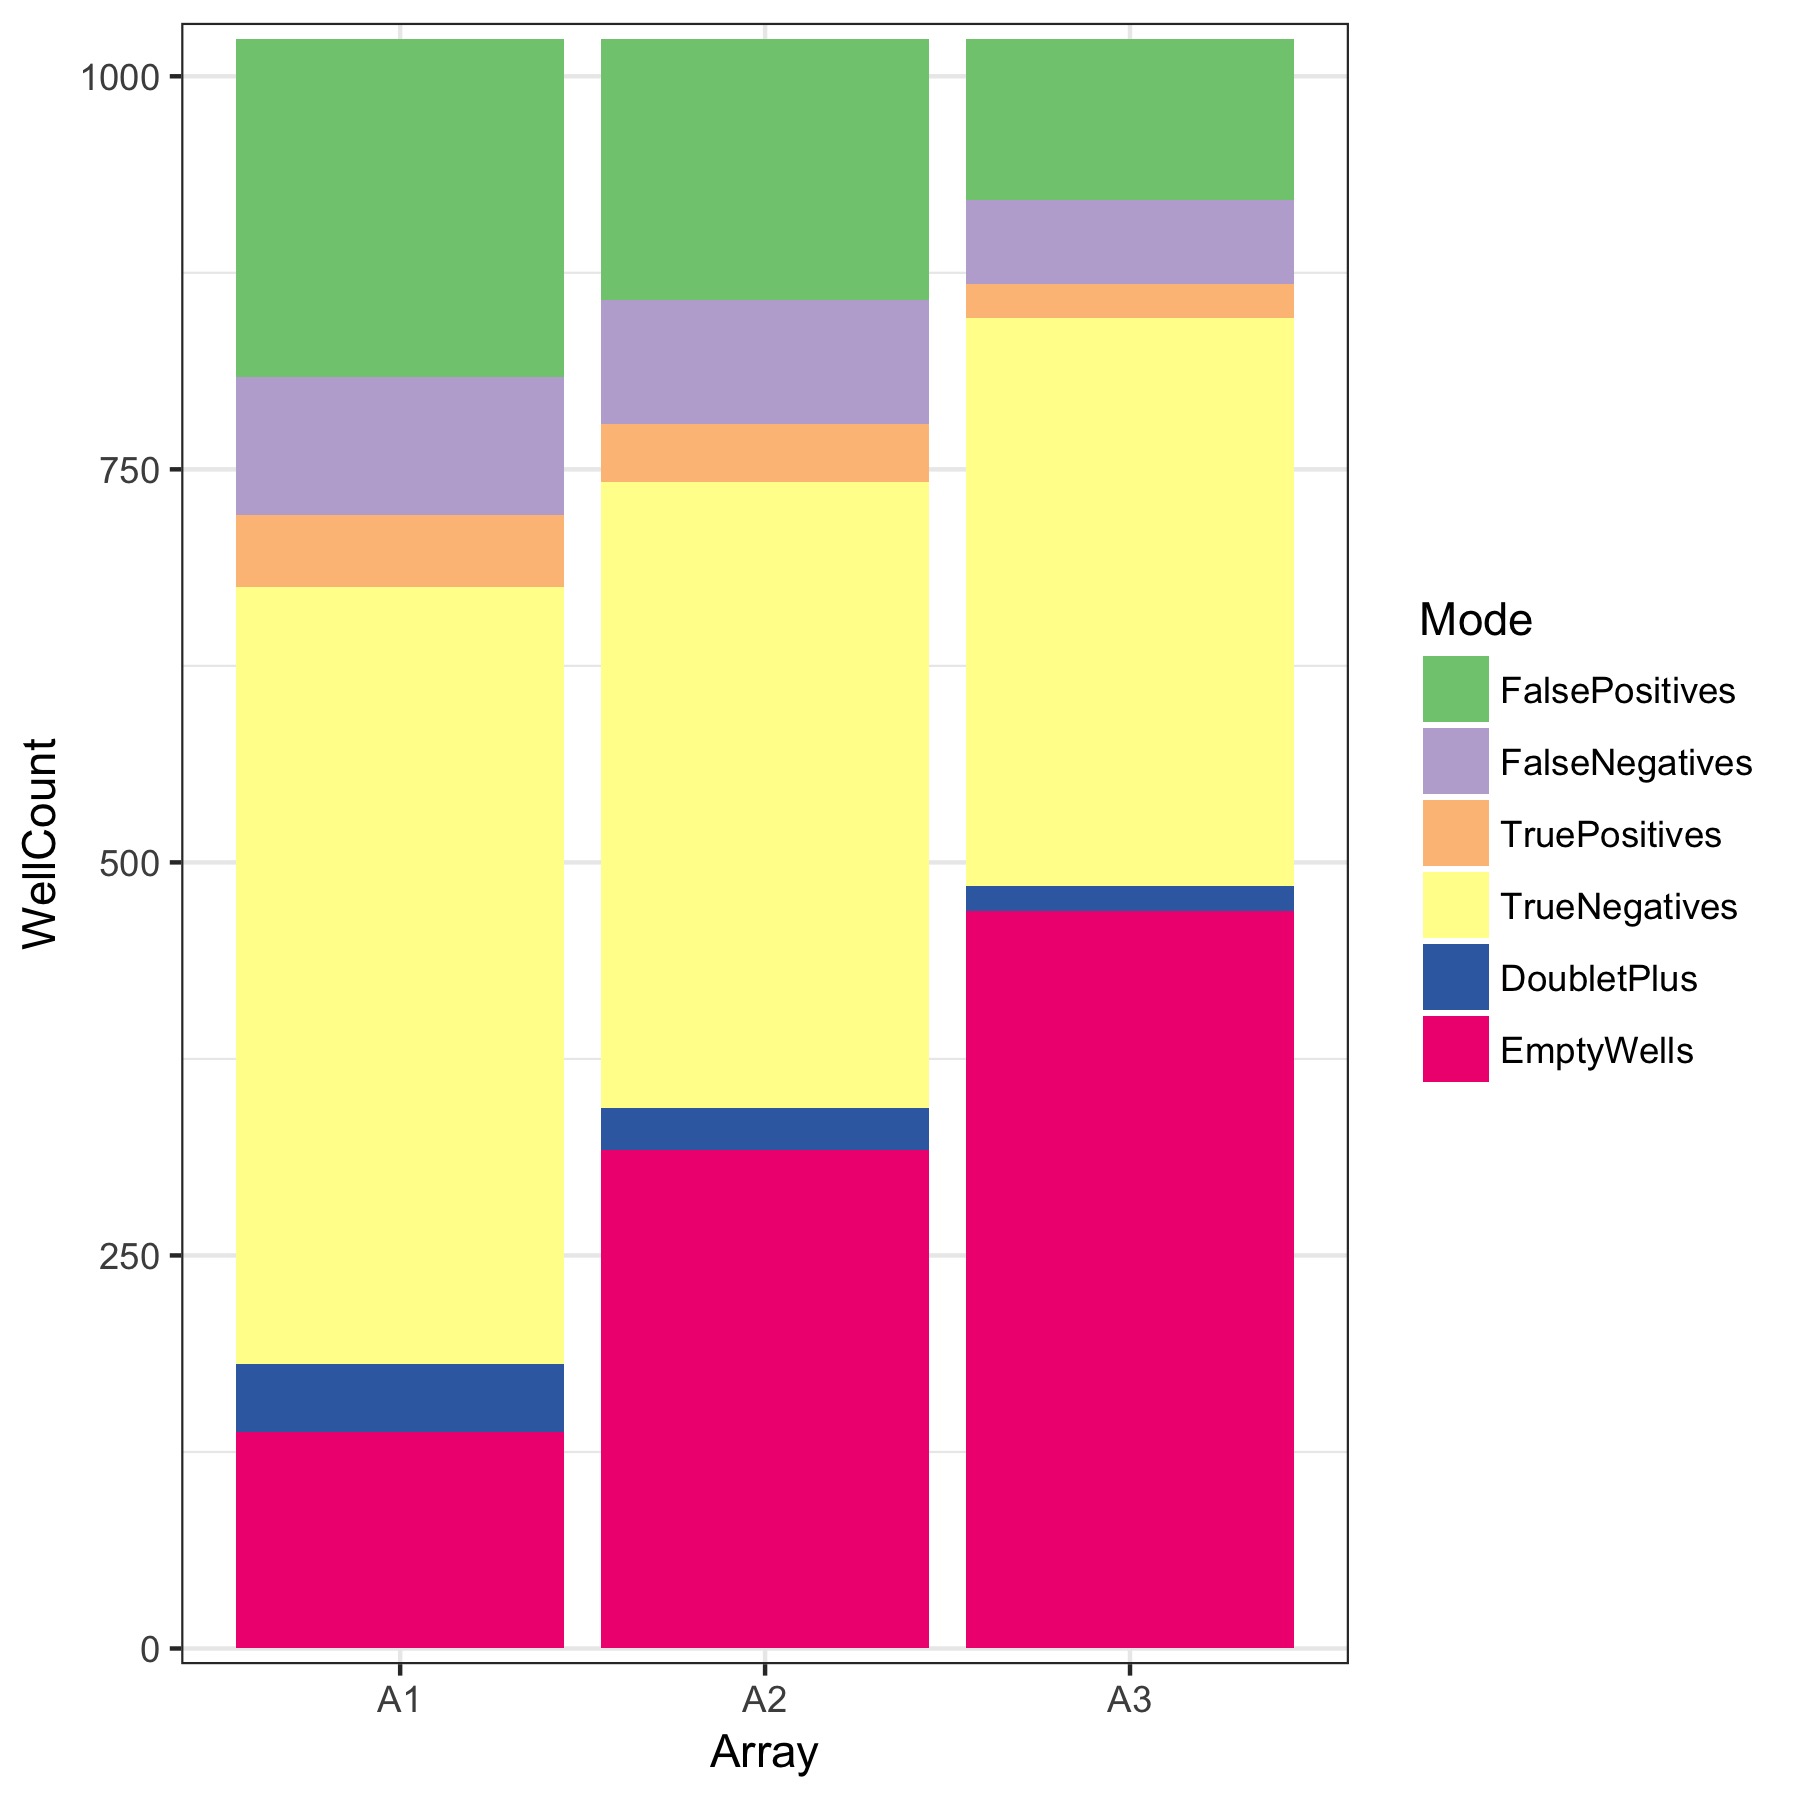 WellCount
1000
750
500
250
0
A1 A2 A3
Array
Mode
FalsePositives
FalseNegatives
TruePositives
TrueNegatives
DoubletPlus
EmptyWells